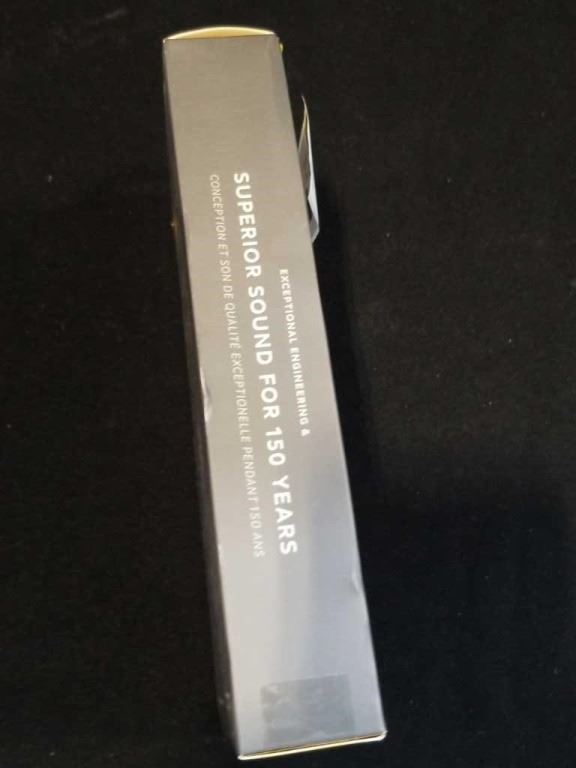 EXCEPTIONAL ENGINEERING &
SUPERIOR SOUND FOR 150 YEARS
CONCEPTION ET SON DE QUALITÉ EXCEPTIONELLE PENDANT 150 ANS